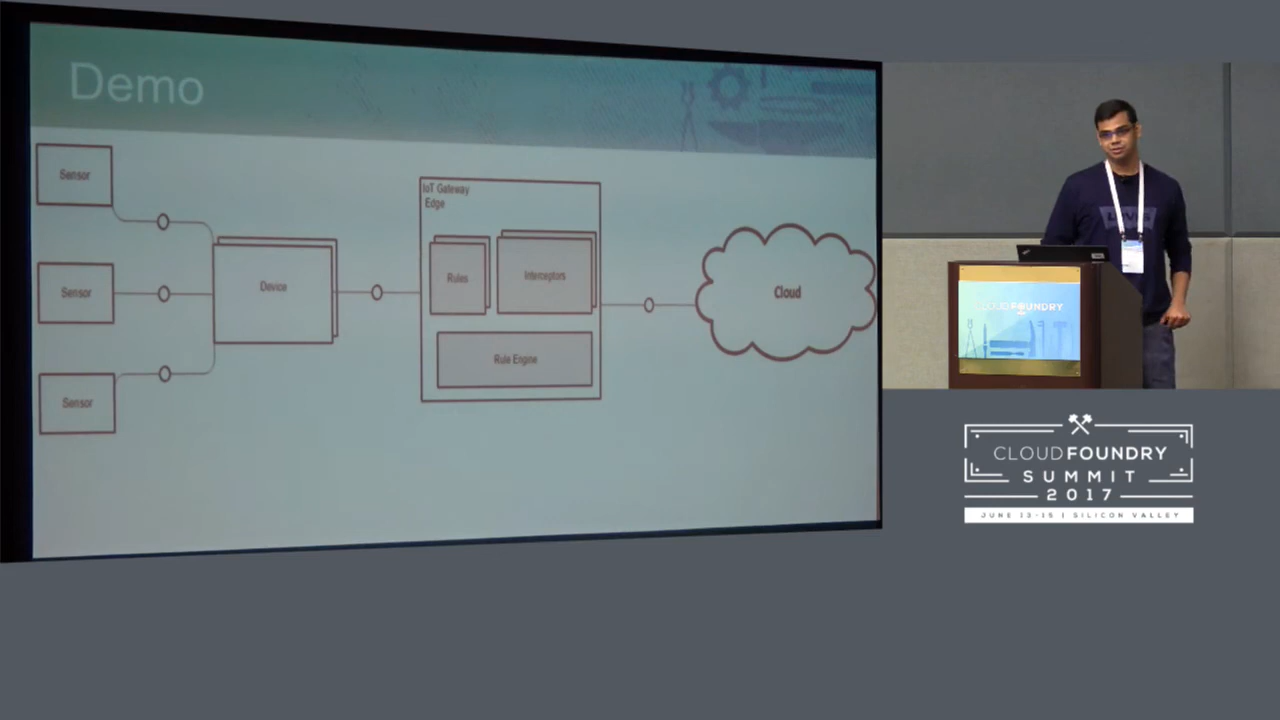 Demo
Sensor
Sensor
Sensor
Device
IoT Gateway
Edge
Rules
Interceptors
Rule Engine
Cloud
LEVI'S
CLOUD FOUNDRY
CLOUDFOUNDRY
SUMMIT
2017
JUNE 13-15 | SILICON VALLEY